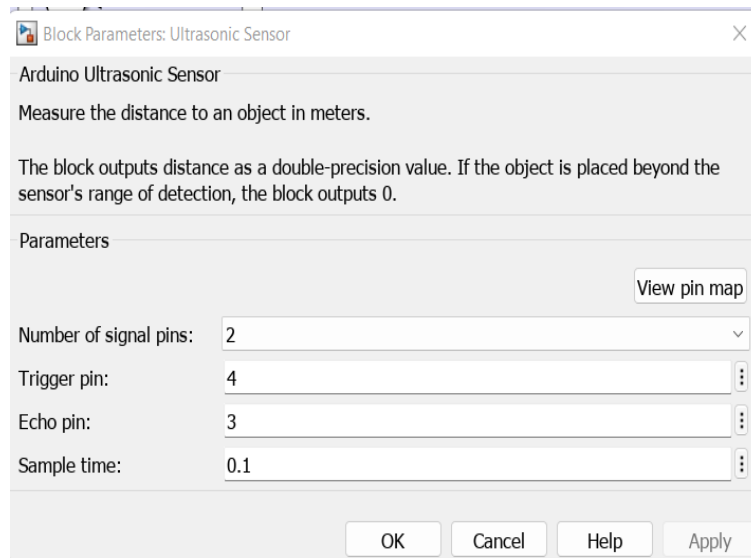 Block Parameters: Ultrasonic Sensor
Arduino Ultrasonic Sensor
Measure the distance to an object in meters.
The block outputs distance as a double-precision value. If the object is placed beyond the
sensor's range of detection, the block outputs 0.
Parameters
View pin map
Number of signal pins: 2
Trigger pin: 4
Echo pin: 3
Sample time: 0.1
OK Cancel Help Apply